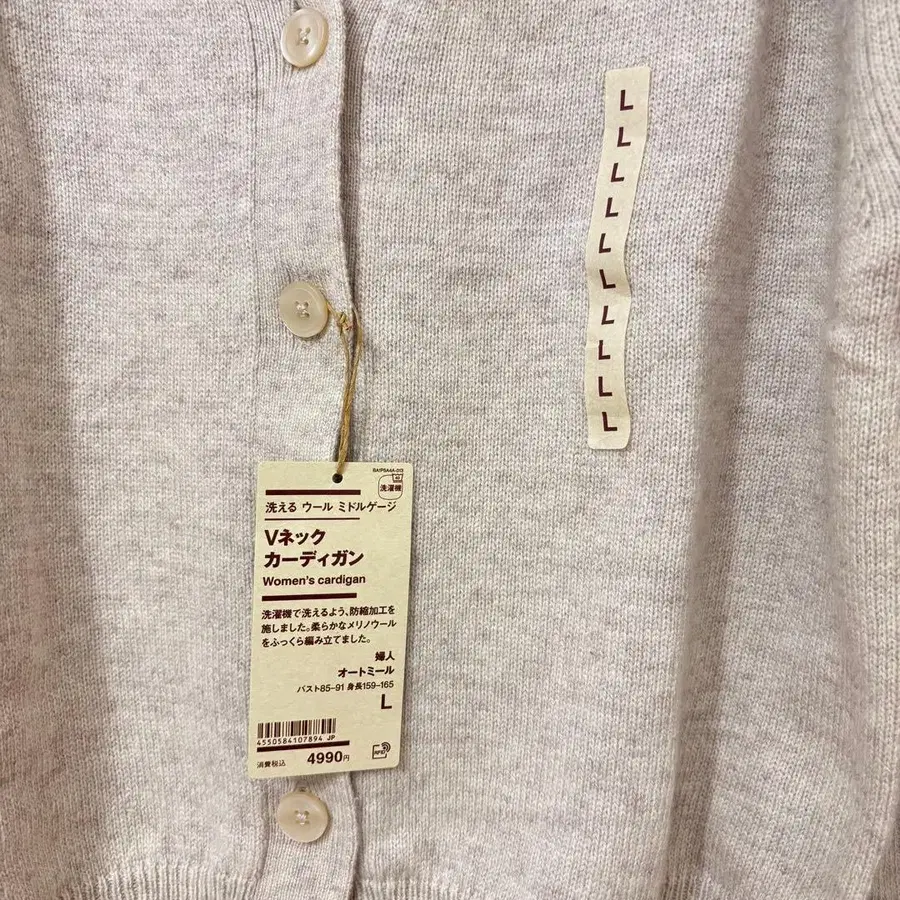 L
L
L
L
L
L
L
L
L
L
洗濯機
洗える ウール ミドルゲージ
Vネック
カーディガン
Women's cardigan
洗濯機で洗えるよう、防縮加工を
施しました。柔らかなメリノウール
をふっくら編み立てました。
婦人
オートミール
バスト85-91 身長159-165
L
4550584107894 JP
消費税込 4990円
RFID